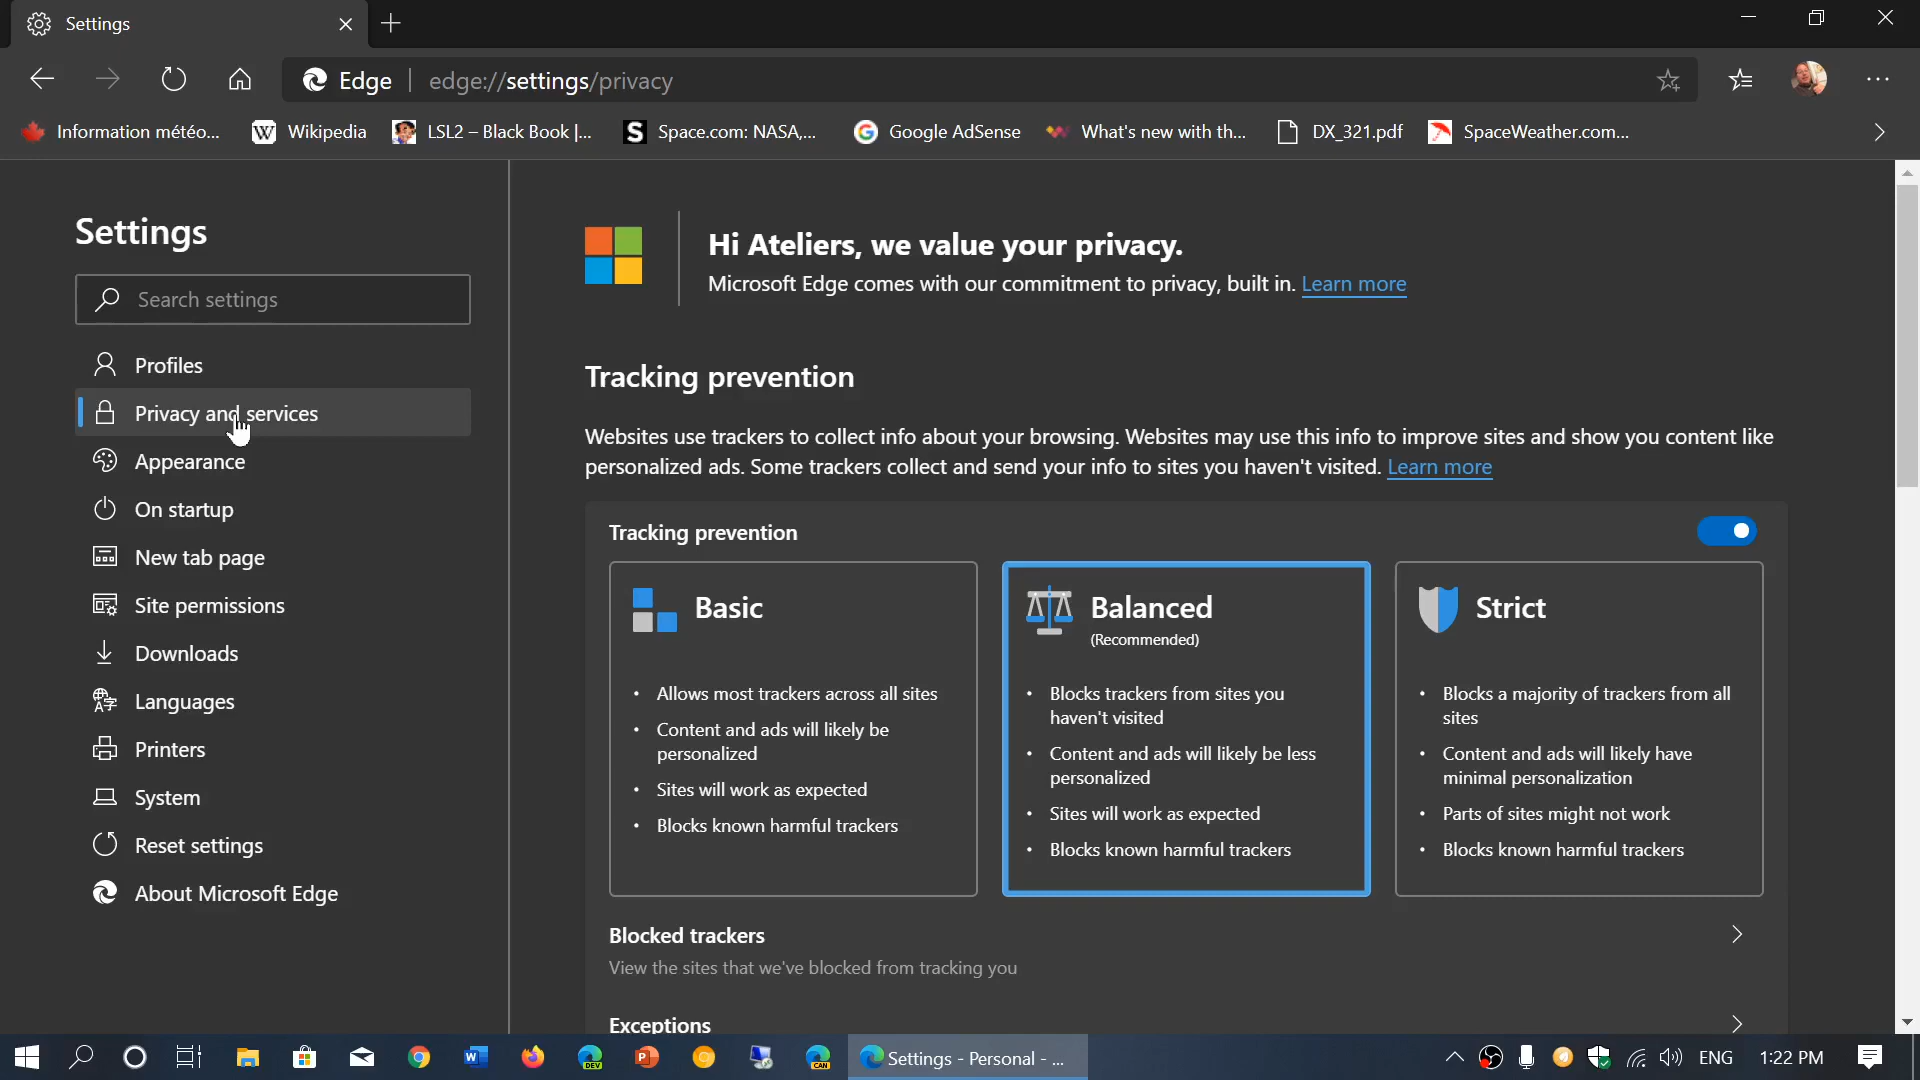 Settings
Edge
edge://settings/privacy
Information météo...
Wikipedia
LSL2 – Black Book |...
Space.com: NASA,...
Google AdSense
What's new with th...
DX_321.pdf
SpaceWeather.com...
Settings
Search settings
Profiles
Privacy and services
Appearance
On startup
New tab page
Site permissions
Downloads
Languages
Printers
System
Reset settings
About Microsoft Edge
Hi Ateliers, we value your privacy.
Microsoft Edge comes with our commitment to privacy, built in. Learn more
Tracking prevention
Websites use trackers to collect info about your browsing. Websites may use this info to improve sites and show you content like
personalized ads. Some trackers collect and send your info to sites you haven't visited. Learn more
Tracking prevention
Basic
• Allows most trackers across all sites
• Content and ads will likely be
personalized
• Sites will work as expected
• Blocks known harmful trackers
Balanced
(Recommended)
• Blocks trackers from sites you
haven't visited
• Content and ads will likely be less
personalized
• Sites will work as expected
• Blocks known harmful trackers
Strict
• Blocks a majority of trackers from all
sites
• Content and ads will likely have
minimal personalization
• Parts of sites might not work
• Blocks known harmful trackers
Blocked trackers
View the sites that we've blocked from tracking you
Exceptions
DEV
CAN
Settings - Personal - ...
ENG
1:22 PM